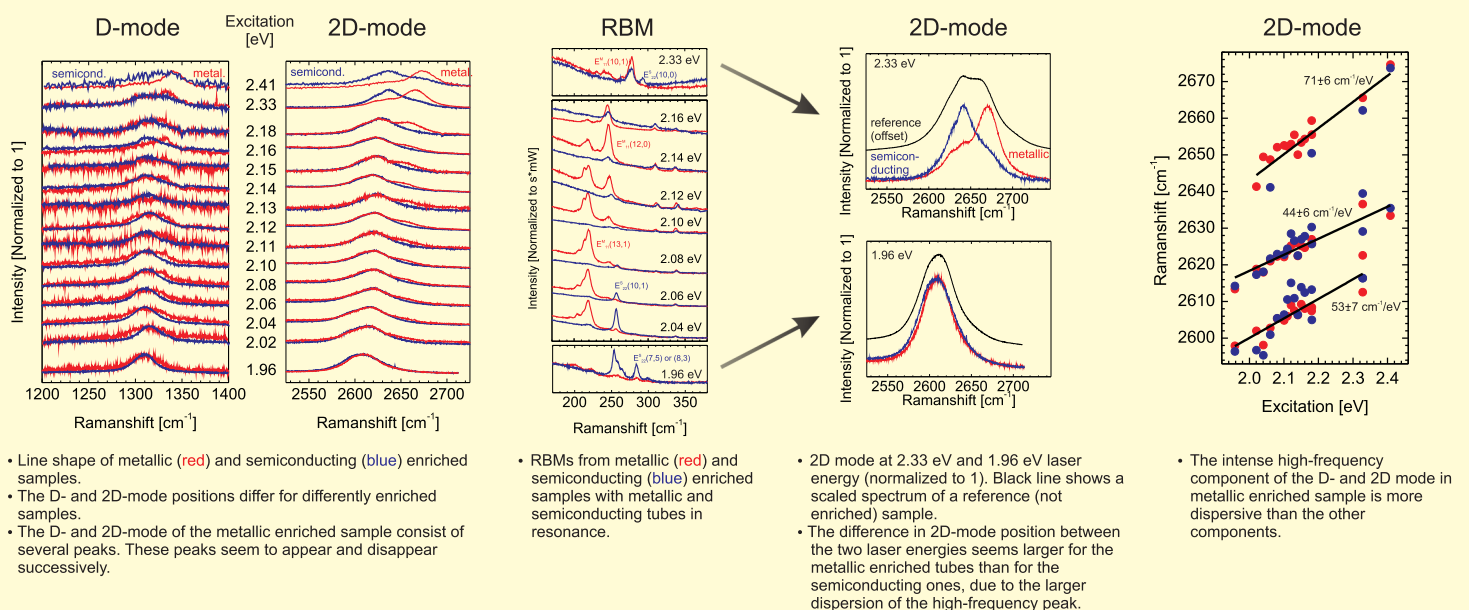 D-mode
Excitation
[eV]
2D-mode
semicond.
metal.
semicond.
metal.
2.41
2.33
2.18
2.16
2.15
2.14
2.13
2.12
2.11
2.10
2.08
2.06
2.04
2.02
1.96
Intensity [Normalized to 1]
1200 1250 1300 1350 1400
2550 2600 2650 2700
Ramanshift [cm-1]
Ramanshift [cm-1]
RBM
2.33 eV
(10,1)
(10,0)
2.16 eV
(12,0)
2.14 eV
2.12 eV
2.10 eV
(13,1)
2.08 eV
(10,1)
2.06 eV
2.04 eV
(7,5) or (8,3)
1.96 eV
Intensity [Normalized to s*mW]
200 250 300 350
Ramanshift [cm-1]
2D-mode
2.33 eV
reference
(offset)
semicon-
ducting
metallic
Intensity [Normalized to 1]
2550 2600 2650 2700
Ramanshift [cm-1]
1.96 eV
Intensity [Normalized to 1]
2550 2600 2650 2700
Ramanshift [cm-1]
2D-mode
2670
2660
2650
2640
2630
2620
2610
2600
Ramanshift [cm-1]
71±6 cm-1/eV
44±6 cm-1/eV
53±7 cm-1/eV
2.0 2.1 2.2 2.3 2.4
Excitation [eV]
• Line shape of metallic (red) and semiconducting (blue) enriched
samples.
• The D- and 2D-mode positions differ for differently enriched
samples.
• The D- and 2D-mode of the metallic enriched sample consist of
several peaks. These peaks seem to appear and disappear
successively.
• RBMs from metallic (red) and
semiconducting (blue) enriched
samples with metallic and
semiconducting tubes in
resonance.
• 2D mode at 2.33 eV and 1.96 eV laser
energy (normalized to 1). Black line shows a
scaled spectrum of a reference (not
enriched) sample.
• The difference in 2D-mode position between
the two laser energies seems larger for the
metallic enriched tubes than for the
semiconducting ones, due to the larger
dispersion of the high-frequency peak.
• The intense high-frequency
component of the D- and 2D mode in
metallic enriched sample is more
dispersive than the other
components.